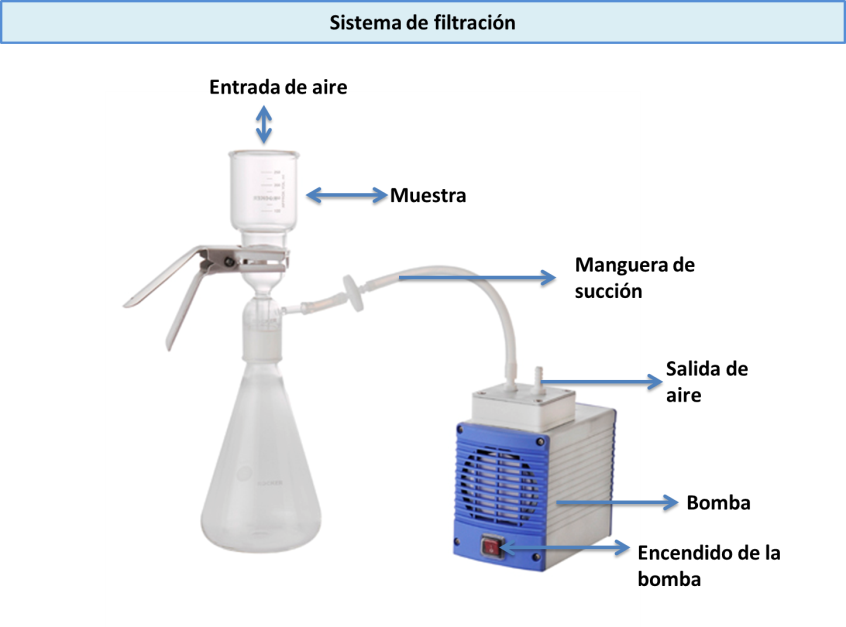 Sistema de filtración
Entrada de aire
Muestra
Manguera de
succión
Salida de
aire
Bomba
Encendido de la
bomba